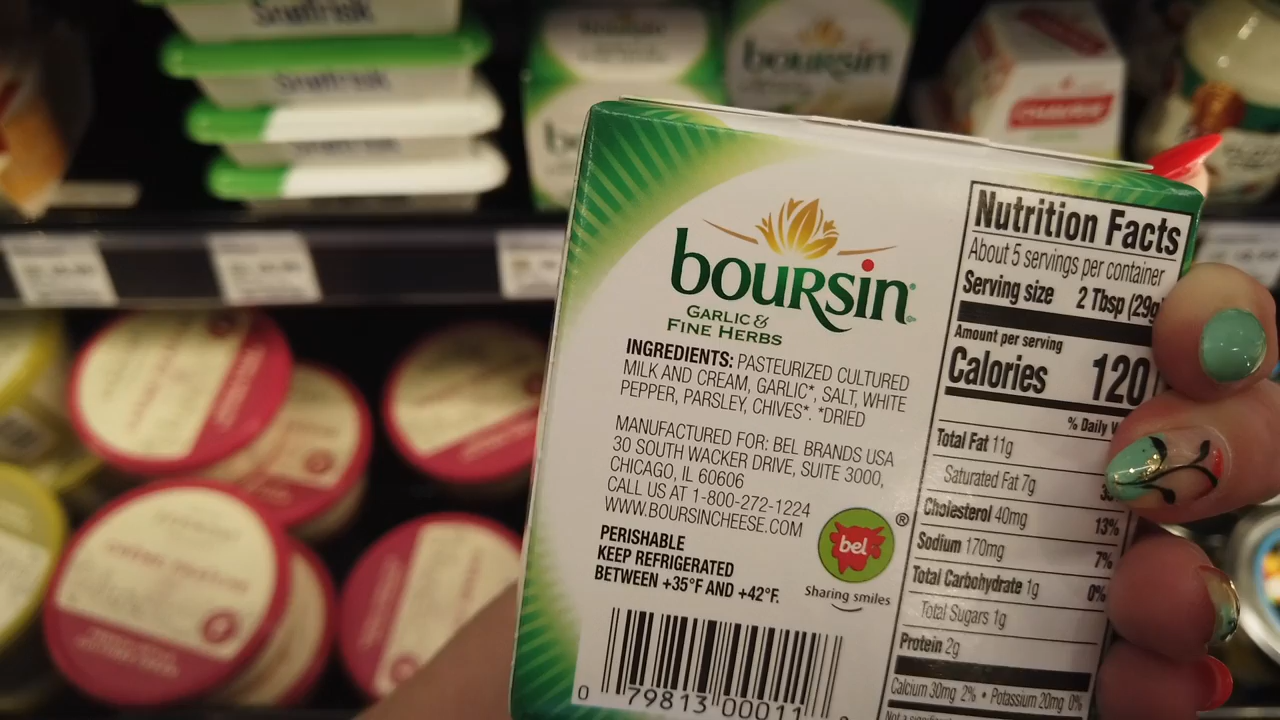 Snøfrisk
Snøfrisk
Snøfrisk
boursin
boursin
GARLIC &
FINE HERBS
INGREDIENTS: PASTEURIZED CULTURED
MILK AND CREAM, GARLIC*, SALT, WHITE
PEPPER, PARSLEY, CHIVES*. *DRIED
MANUFACTURED FOR: BEL BRANDS USA
30 SOUTH WACKER DRIVE, SUITE 3000,
CHICAGO, IL 60606
CALL US AT 1-800-272-1224
WWW.BOURSINCHEESE.COM
PERISHABLE
KEEP REFRIGERATED
BETWEEN +35°F AND +42°F.
bel ®
Sharing smiles
0 79813 00011
Nutrition Facts
About 5 servings per container
Serving size 2 Tbsp (29g
Amount per serving
Calories 120
% Daily V
Total Fat 11g
Saturated Fat 7g
Cholesterol 40mg 13%
Sodium 170mg 7%
Total Carbohydrate 1g 0%
Total Sugars 1g
Protein 2g
Calcium 30mg 2% • Potassium 20mg 0%